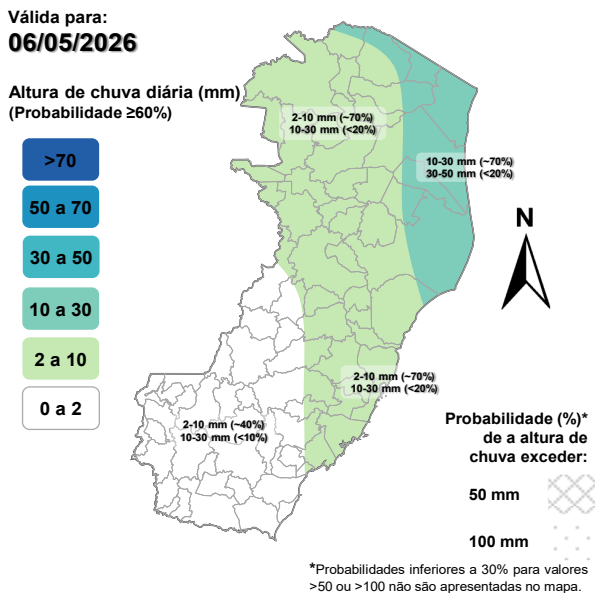 Válida para:
06/05/2026
Altura de chuva diária (mm)
(Probabilidade ≥60%)
>70
50 a 70
30 a 50
10 a 30
2 a 10
0 a 2
2-10 mm (~70%)
10-30 mm (<20%)
10-30 mm (~70%)
30-50 mm (<20%)
N
2-10 mm (~70%)
10-30 mm (<20%)
2-10 mm (~40%)
10-30 mm (<10%)
Probabilidade (%)*
de a altura de
chuva exceder:
50 mm
100 mm
*Probabilidades inferiores a 30% para valores
>50 ou >100 não são apresentadas no mapa.